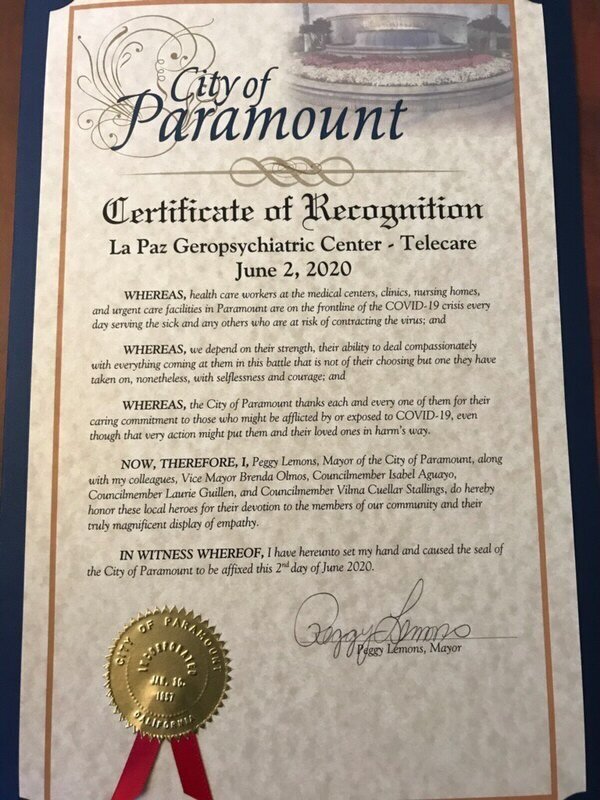 City of
Paramount
Certificate of Recognition
La Paz Geropsychiatric Center - Telecare
June 2, 2020
WHEREAS, health care workers at the medical centers, clinics, nursing homes,
and urgent care facilities in Paramount are on the frontline of the COVID-19 crisis every
day serving the sick and any others who are at risk of contracting the virus; and
WHEREAS, we depend on their strength, their ability to deal compassionately
with everything coming at them in this battle that is not of their choosing but one they have
taken on, nonetheless, with selflessness and courage; and
WHEREAS, the City of Paramount thanks each and every one of them for their
caring commitment to those who might be afflicted by or exposed to COVID-19, even
though that very action might put them and their loved ones in harm's way.
NOW, THEREFORE, I, Peggy Lemons, Mayor of the City of Paramount, along
with my colleagues, Vice Mayor Brenda Olmos, Councilmember Isabel Aguayo,
Councilmember Laurie Guillen, and Councilmember Vilma Cuellar Stallings, do hereby
honor these local heroes for their devotion to the members of our community and their
truly magnificent display of empathy.
IN WITNESS WHEREOF, I have hereunto set my hand and caused the seal of
the City of Paramount to be affixed this 2nd day of June 2020.
Peggy Lemons
Peggy Lemons, Mayor
CITY OF PARAMOUNT
INCORPORATED
JAN. 30,
1957
CALIFORNIA